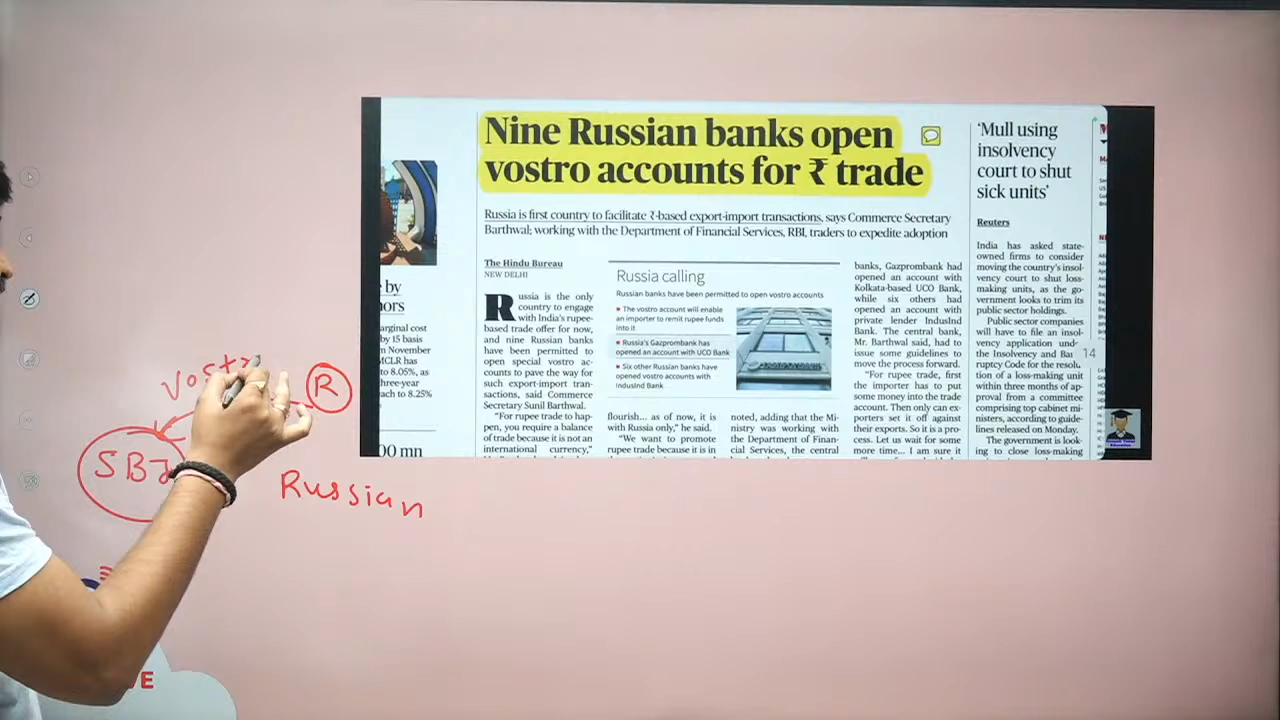 Nine Russian banks open
vostro accounts for ₹ trade
Russia is first country to facilitate ₹-based export-import transactions, says Commerce Secretary
Barthwal; working with the Department of Financial Services, RBI, traders to expedite adoption
The Hindu Bureau
NEW DELHI
Russia is the only
country to engage
with India's rupee-
based trade offer for now,
and nine Russian banks
have been permitted to
open special vostro ac-
counts to pave the way for
such export-import tran-
sactions, said Commerce
Secretary Sunil Barthwal.
"For rupee trade to hap-
pen, you require a balance
of trade because it is not an
international currency,"
Russia calling
Russian banks have been permitted to open vostro accounts
The vostro account will enable
an importer to remit rupee funds
into it
Russia's Gazprombank has
opened an account with UCO Bank
Six other Russian banks have
opened vostro accounts with
IndusInd Bank
flourish... as of now, it is
with Russia only," he said.
"We want to promote
rupee trade because it is in
noted, adding that the Mi-
nistry was working with
the Department of Finan-
cial Services, the central
banks, Gazprombank had
opened an account with
Kolkata-based UCO Bank,
while six others had
opened an account with
private lender IndusInd
Bank. The central bank,
Mr. Barthwal said, had to
issue some guidelines to
move the process forward.
"For rupee trade, first
the importer has to put
some money into the trade
account. Then only can ex-
porters set it off against
their exports. So it is a pro-
cess. Let us wait for some
more time... I am sure it
'Mull using
insolvency
court to shut
sick units'
Reuters
India has asked state-
owned firms to consider
moving the country's insol-
vency court to shut loss-
making units, as the go-
vernment looks to trim its
public sector holdings.
Public sector companies
will have to file an insol-
vency application unde
the Insolvency and Ba
ruptcy Code for the resolu
tion of a loss-making unit
within three months of ap-
proval from a committee
comprising top cabinet mi-
nisters, according to guide-
lines released on Monday.
The government is look-
ing to close loss-making
14
by
ors
arginal cost
by 15 basis
November
MCLR has
to 8.05%, as
hree-year
ach to 8.25%
00 mn
vost
R
SB
Russian
VE